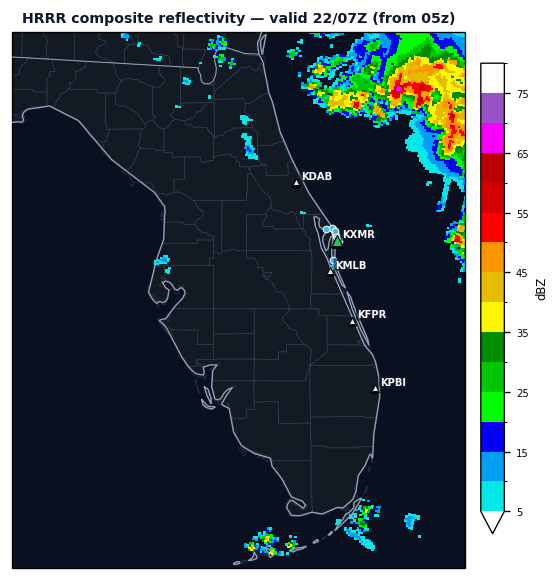 HRRR composite reflectivity — valid 22/07Z (from 05z)
KDAB
KXMR
KMLB
KFPR
KPBI
75
65
55
45
35
25
15
5
dBZ